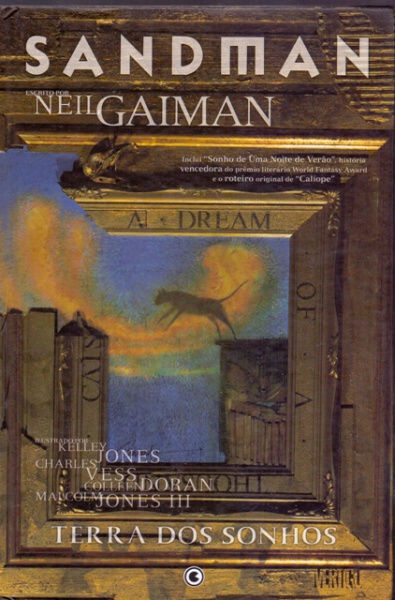 SANDMAN
ESCRITO POR
NEIL GAIMAN
Inclui "Sonho de Uma Noite de Verão", história
vencedora do prêmio literário World Fantasy Award
e o roteiro original de "Calíope"
A DREAM
OF
A
CATS
ILUSTRADO POR
KELLEY
JONES
CHARLES
VESS
COLLEEN
DORAN
MALCOLM
JONES III
TERRA DOS SONHOS
VERTIGO